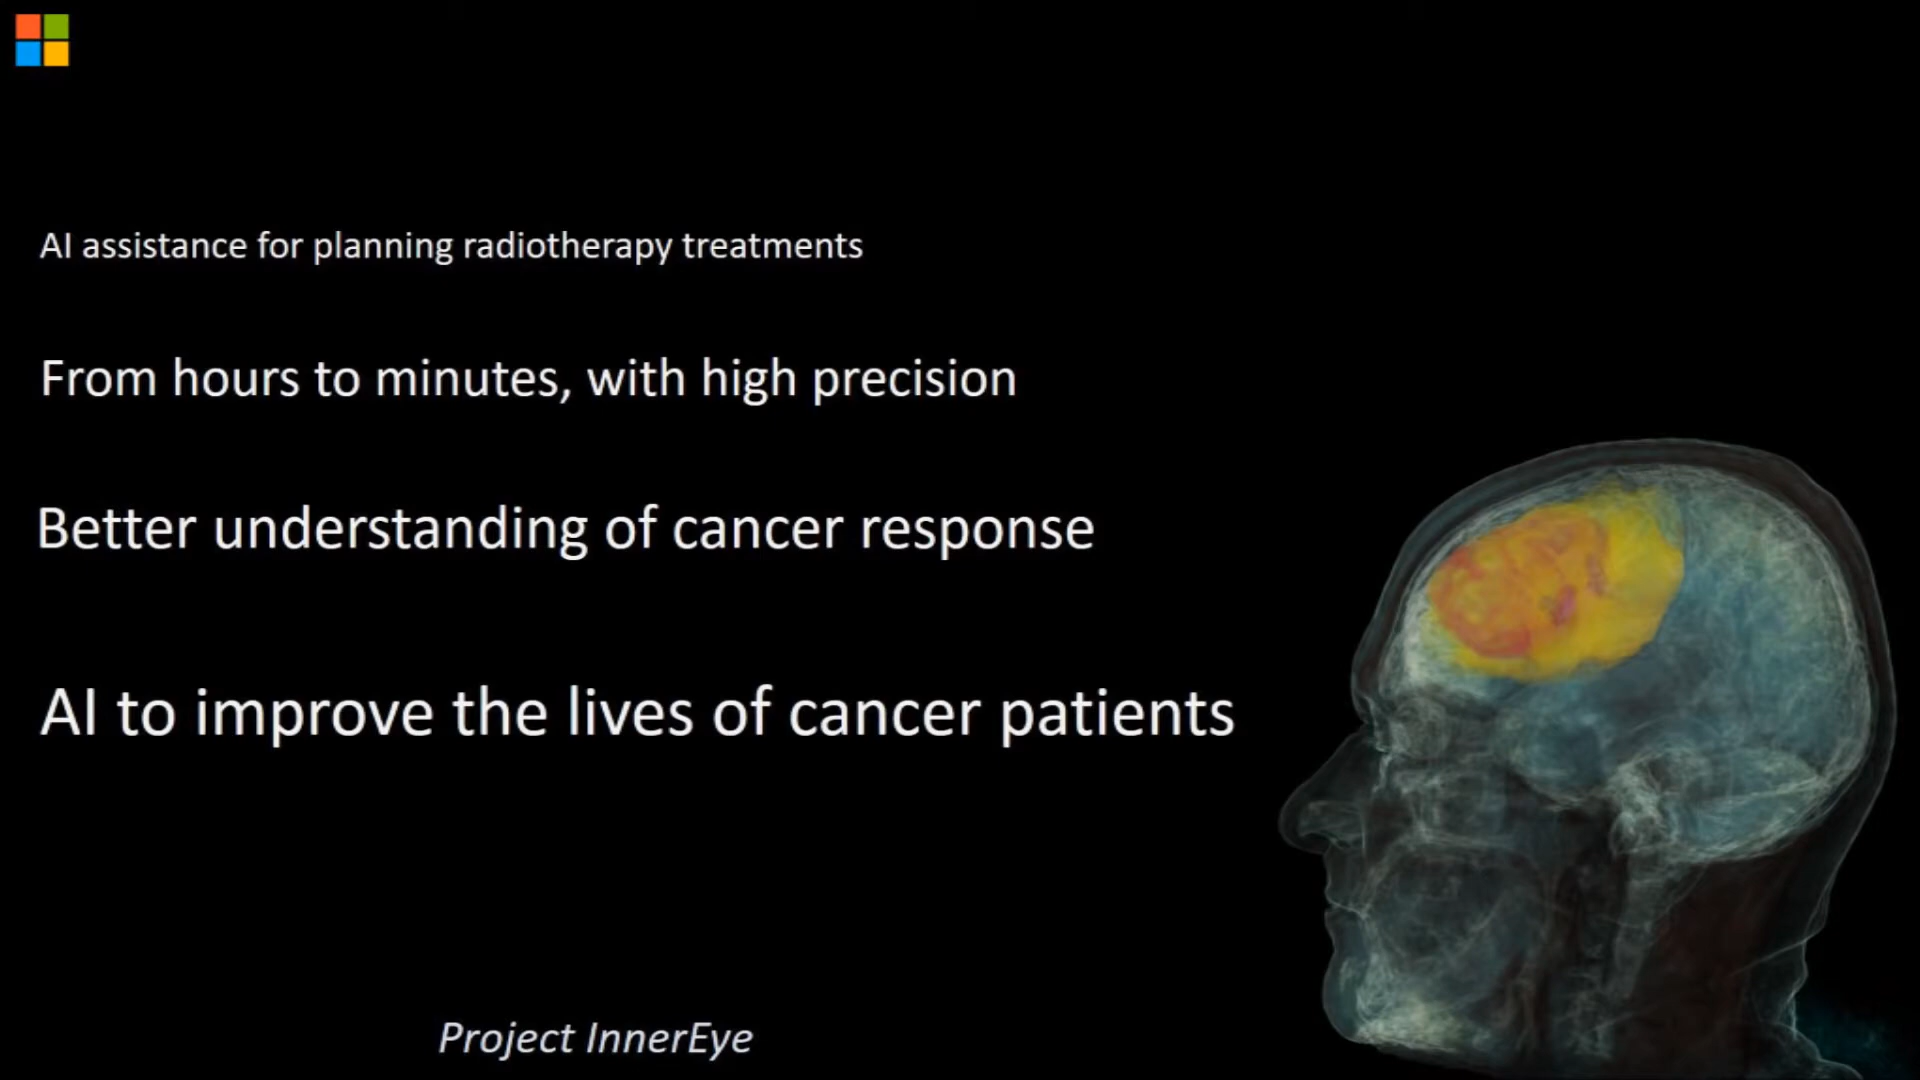 AI assistance for planning radiotherapy treatments
From hours to minutes, with high precision
Better understanding of cancer response
AI to improve the lives of cancer patients
Project InnerEye